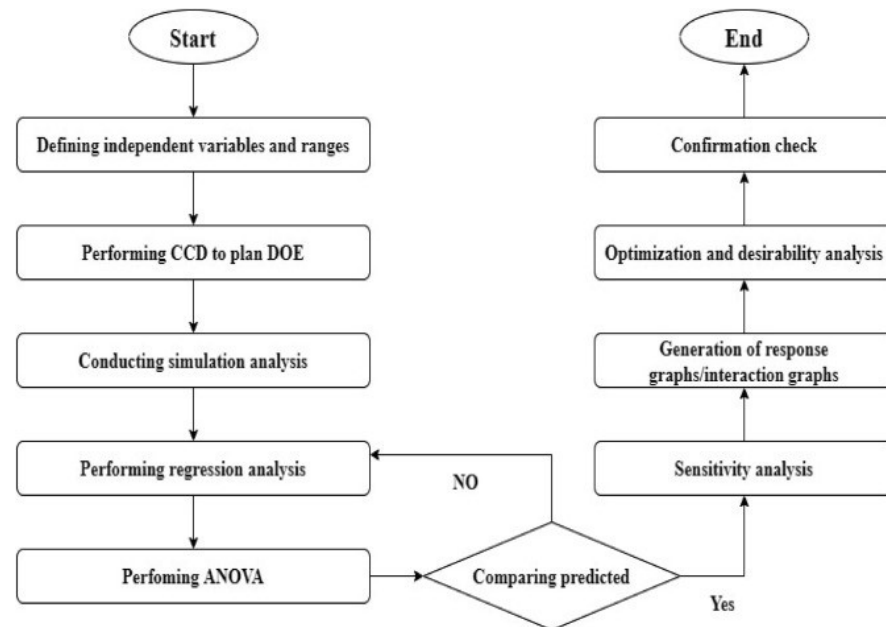 Start
Defining independent variables and ranges
Performing CCD to plan DOE
Conducting simulation analysis
Performing regression analysis
Perfoming ANOVA
Comparing predicted
NO
Yes
Sensitivity analysis
Generation of response
graphs/interaction graphs
Optimization and desirability analysis
Confirmation check
End